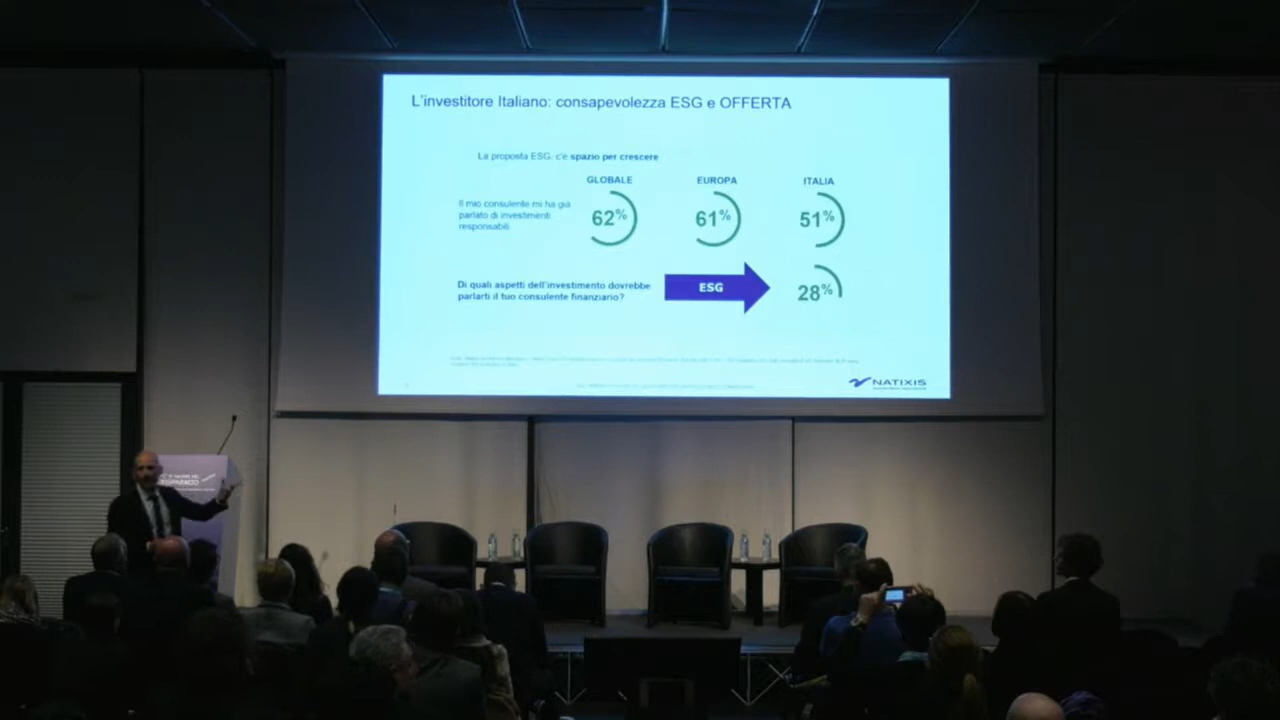 L'investitore Italiano: consapevolezza ESG e OFFERTA
La proposta ESG, c'è spazio per crescere
GLOBALE EUROPA ITALIA
Il mio consulente mi ha già
parlato di investimenti
responsabili
62% 61% 51%
Di quali aspetti dell'investimento dovrebbe
parlarti il tuo consulente finanziario?
ESG
28%
NATIXIS